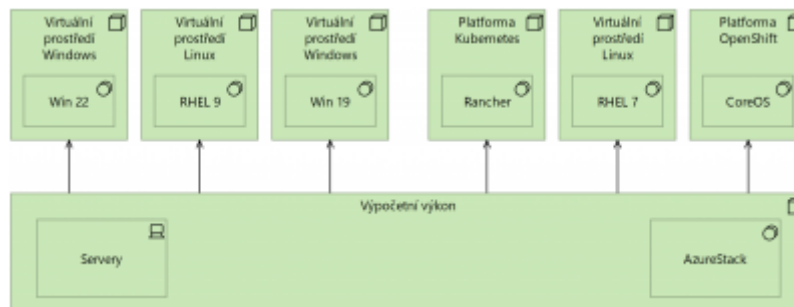 Virtuální
prostředí
Windows
Win 22
Virtuální
prostředí
Linux
RHEL 9
Virtuální
prostředí
Windows
Win 19
Platforma
Kubernetes
Rancher
Virtuální
prostředí
Linux
RHEL 7
Platforma
OpenShift
CoreOS
Výpočetní výkon
Servery
AzureStack